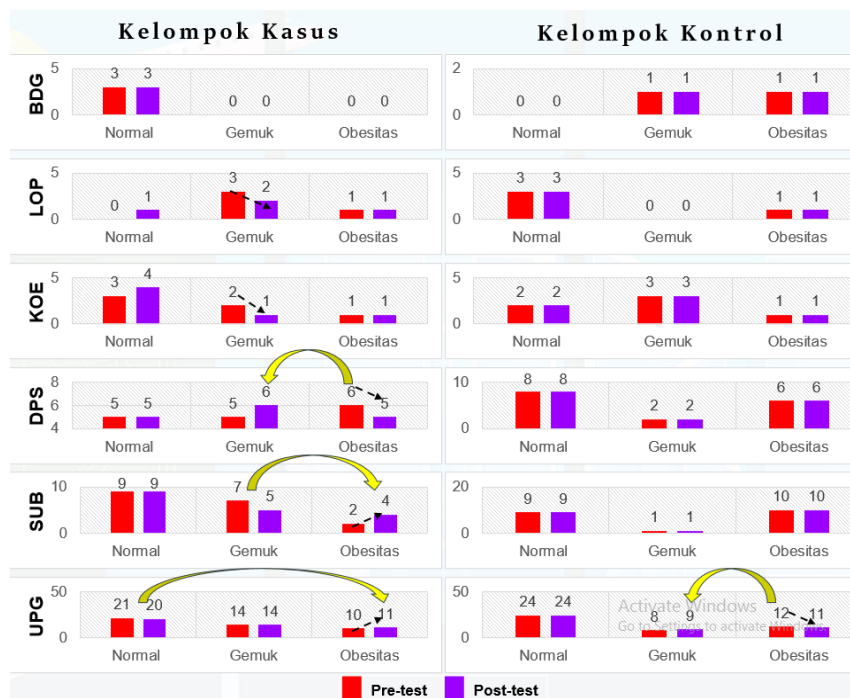 Kelompok Kasus
Kelompok Kontrol
BDG
5
0
3 3
0 0
0 0
Normal Gemuk Obesitas
2
0
0 0
1 1
1 1
Normal Gemuk Obesitas
LOP
5
0
0 1
3 2
1 1
Normal Gemuk Obesitas
5
0
3 3
0 0
1 1
Normal Gemuk Obesitas
KOE
5
0
3 4
2 1
1 1
Normal Gemuk Obesitas
5
0
2 2
3 3
1 1
Normal Gemuk Obesitas
DPS
8
6
4
5 5
5 6
6 5
Normal Gemuk Obesitas
10
0
8 8
2 2
6 6
Normal Gemuk Obesitas
SUB
10
0
9 9
7 5
2 4
Normal Gemuk Obesitas
20
0
9 9
1 1
10 10
Normal Gemuk Obesitas
UPG
50
0
21 20
14 14
10 11
Normal Gemuk Obesitas
50
0
24 24
8 9
12 11
Normal Gemuk Obesitas
Activate Windows
Go to Settings to activate Windows.
Pre-test Post-test